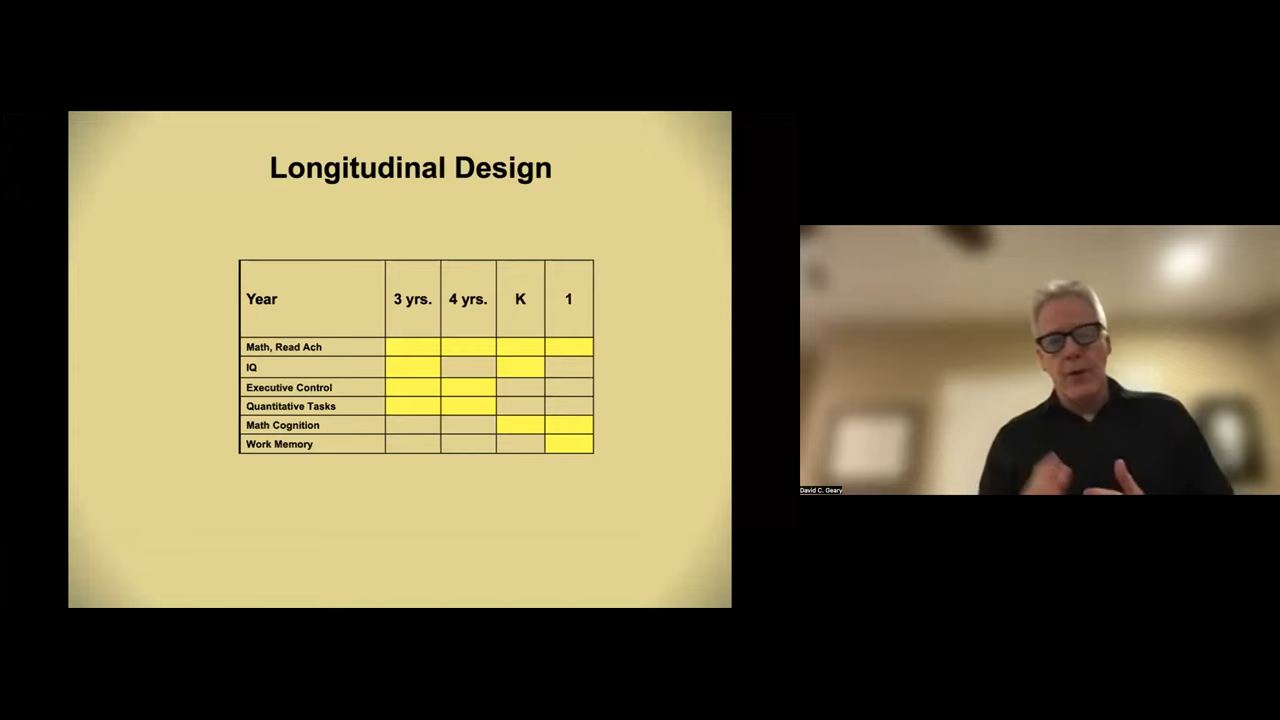 Longitudinal Design
Year 3 yrs. 4 yrs. K 1
Math, Read Ach
IQ
Executive Control
Quantitative Tasks
Math Cognition
Work Memory
David C. Geary